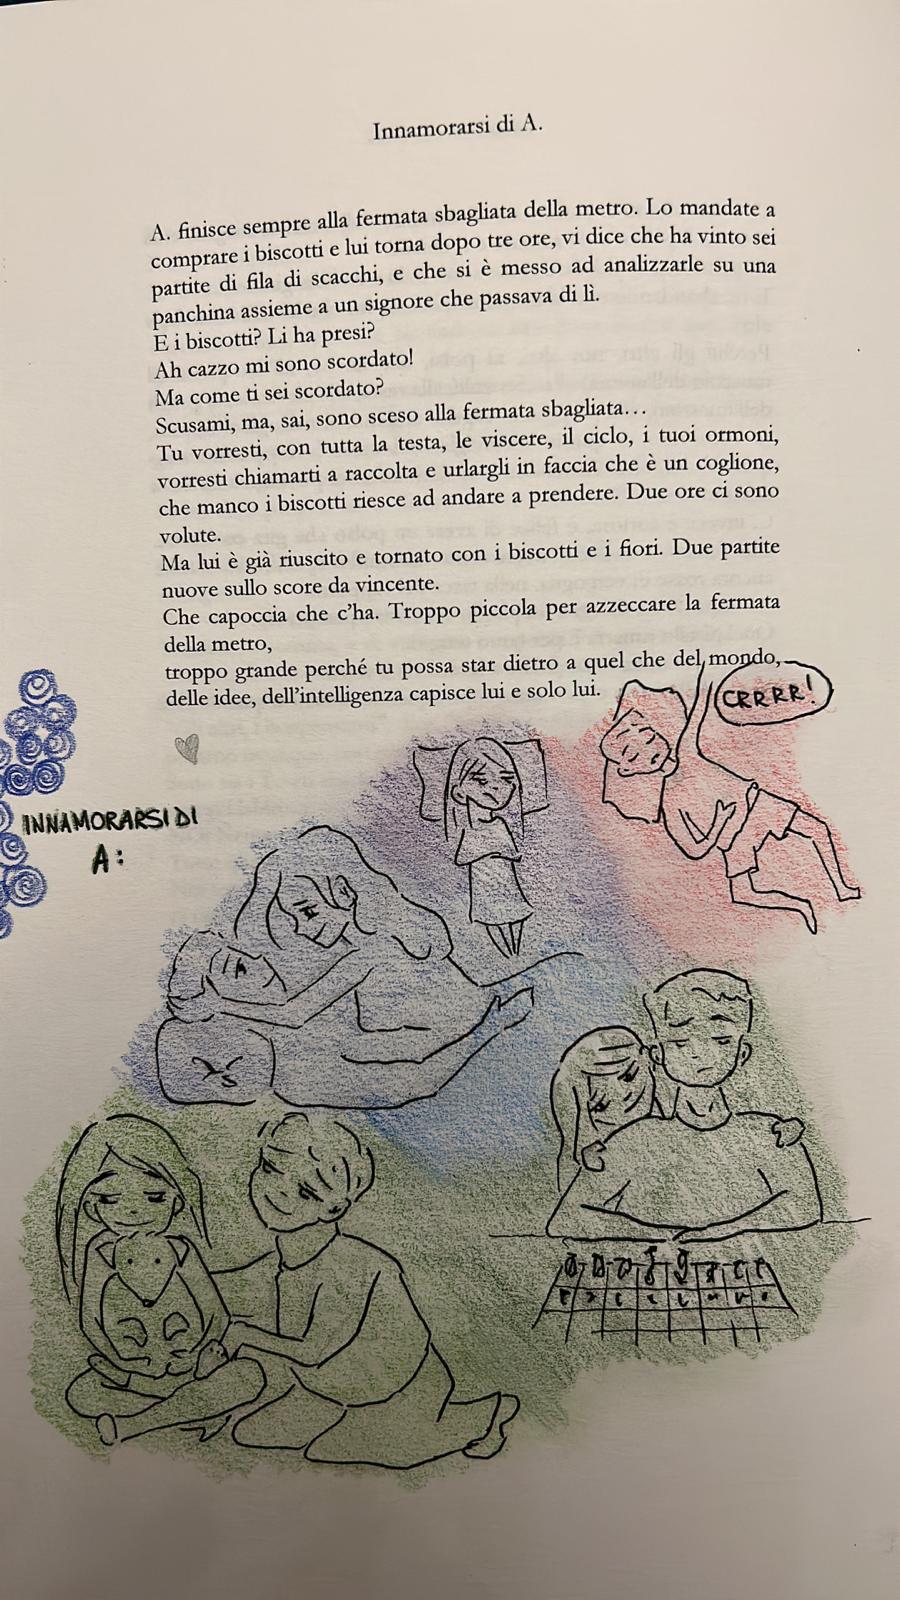 Innamorarsi di A.
A. finisce sempre alla fermata sbagliata della metro. Lo mandate a
comprare i biscotti e lui torna dopo tre ore, vi dice che ha vinto sei
partite di fila di scacchi, e che si è messo ad analizzarle su una
panchina assieme a un signore che passava di lì.
E i biscotti? Li ha presi?
Ah cazzo mi sono scordato!
Ma come ti sei scordato?
Scusami, ma, sai, sono sceso alla fermata sbagliata…
Tu vorresti, con tutta la testa, le viscere, il ciclo, i tuoi ormoni,
vorresti chiamarti a raccolta e urlargli in faccia che è un coglione,
che manco i biscotti riesce ad andare a prendere. Due ore ci sono
volute.
Ma lui è già riuscito e tornato con i biscotti e i fiori. Due partite
nuove sullo score da vincente.
Che capoccia che c'ha. Troppo piccola per azzeccare la fermata
della metro,
troppo grande perché tu possa star dietro a quel che del mondo,
delle idee, dell'intelligenza capisce lui e solo lui.
CRRRR!
INNAMORARSI DI
A: